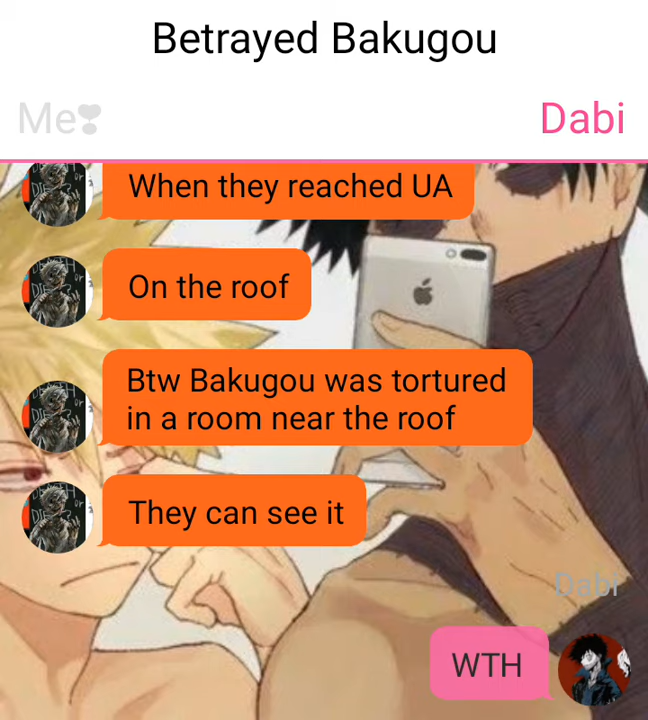 Betrayed Bakugou
Me❣
Dabi
When they reached UA
On the roof
Btw Bakugou was tortured
in a room near the roof
They can see it
Dabi
WTH